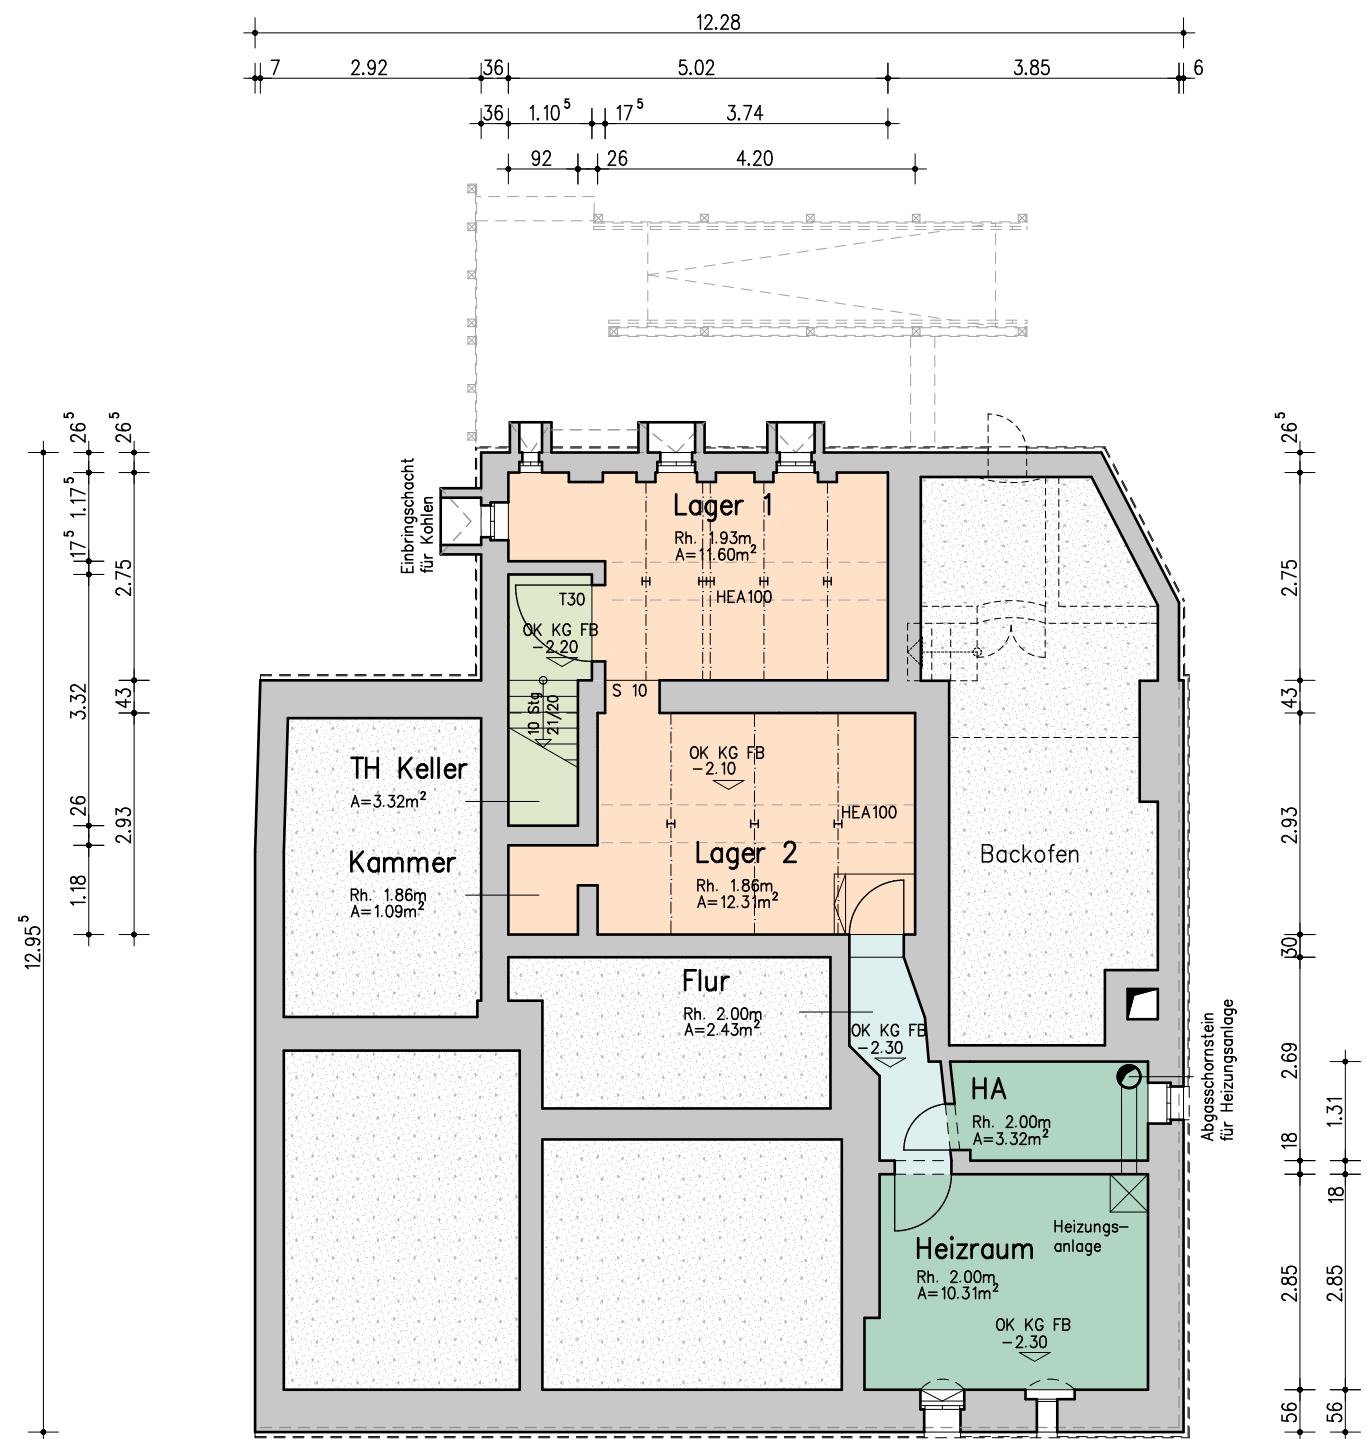 12.28
7 2.92 36 5.02 3.85 6
36 1.10⁵ 17⁵ 3.74
92 26 4.20
26⁵ 26⁵ 26⁵
1.17⁵
17⁵
2.75
3.32
43
26
2.93
1.18
12.95⁵
Einbringschacht
für Kohlen
Lager 1
Rh. 1.93m
A=11.60m²
HEA100
T30
OK KG FB
-2.20
S 10
10 Stg
21/20
OK KG FB
-2.10
HEA100
TH Keller
A=3.32m²
Kammer
Rh. 1.86m
A=1.09m²
Lager 2
Rh. 1.86m
A=12.31m²
Backofen
Flur
Rh. 2.00m
A=2.43m²
OK KG FB
-2.30
HA
Rh. 2.00m
A=3.32m²
Abgasschornstein
für Heizungsanlage
Heizungs-
anlage
Heizraum
Rh. 2.00m
A=10.31m²
OK KG FB
-2.30
2.75
43
2.93
30
2.69
18
2.85
56
1.31
18
2.85
56